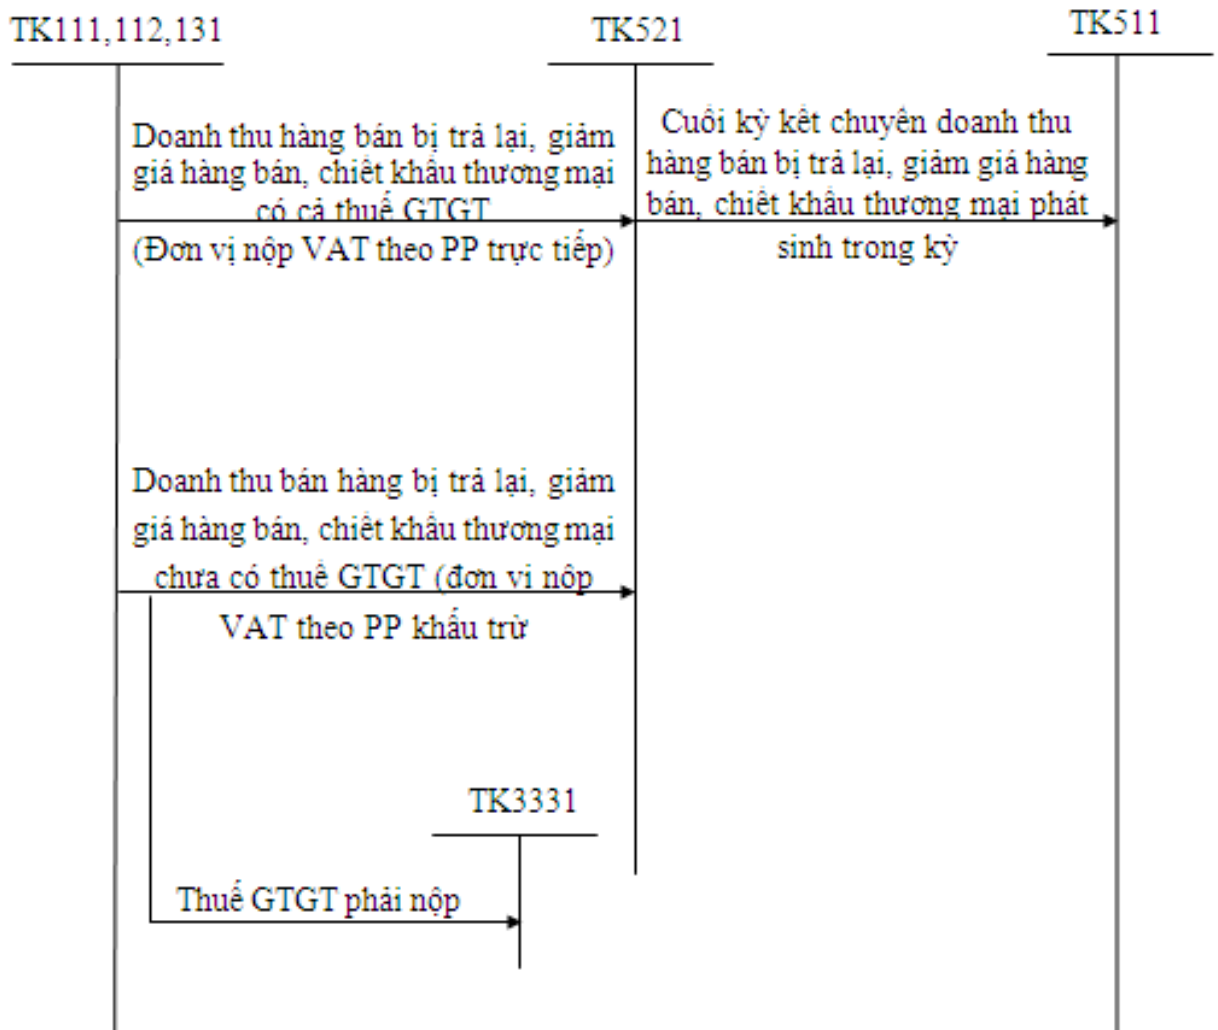 TK111,112,131
TK521
TK511
Doanh thu hàng bán bị trả lại, giảm
giá hàng bán, chiết khấu thương mại
có cả thuế GTGT
(Đơn vị nộp VAT theo PP trực tiếp)
Cuối kỳ kết chuyển doanh thu
hàng bán bị trả lại, giảm giá hàng
bán, chiết khấu thương mại phát
sinh trong kỳ
Doanh thu bán hàng bị trả lại, giảm
giá hàng bán, chiết khấu thương mại
chưa có thuế GTGT (đơn vị nộp
VAT theo PP khấu trừ
TK3331
Thuế GTGT phải nộp